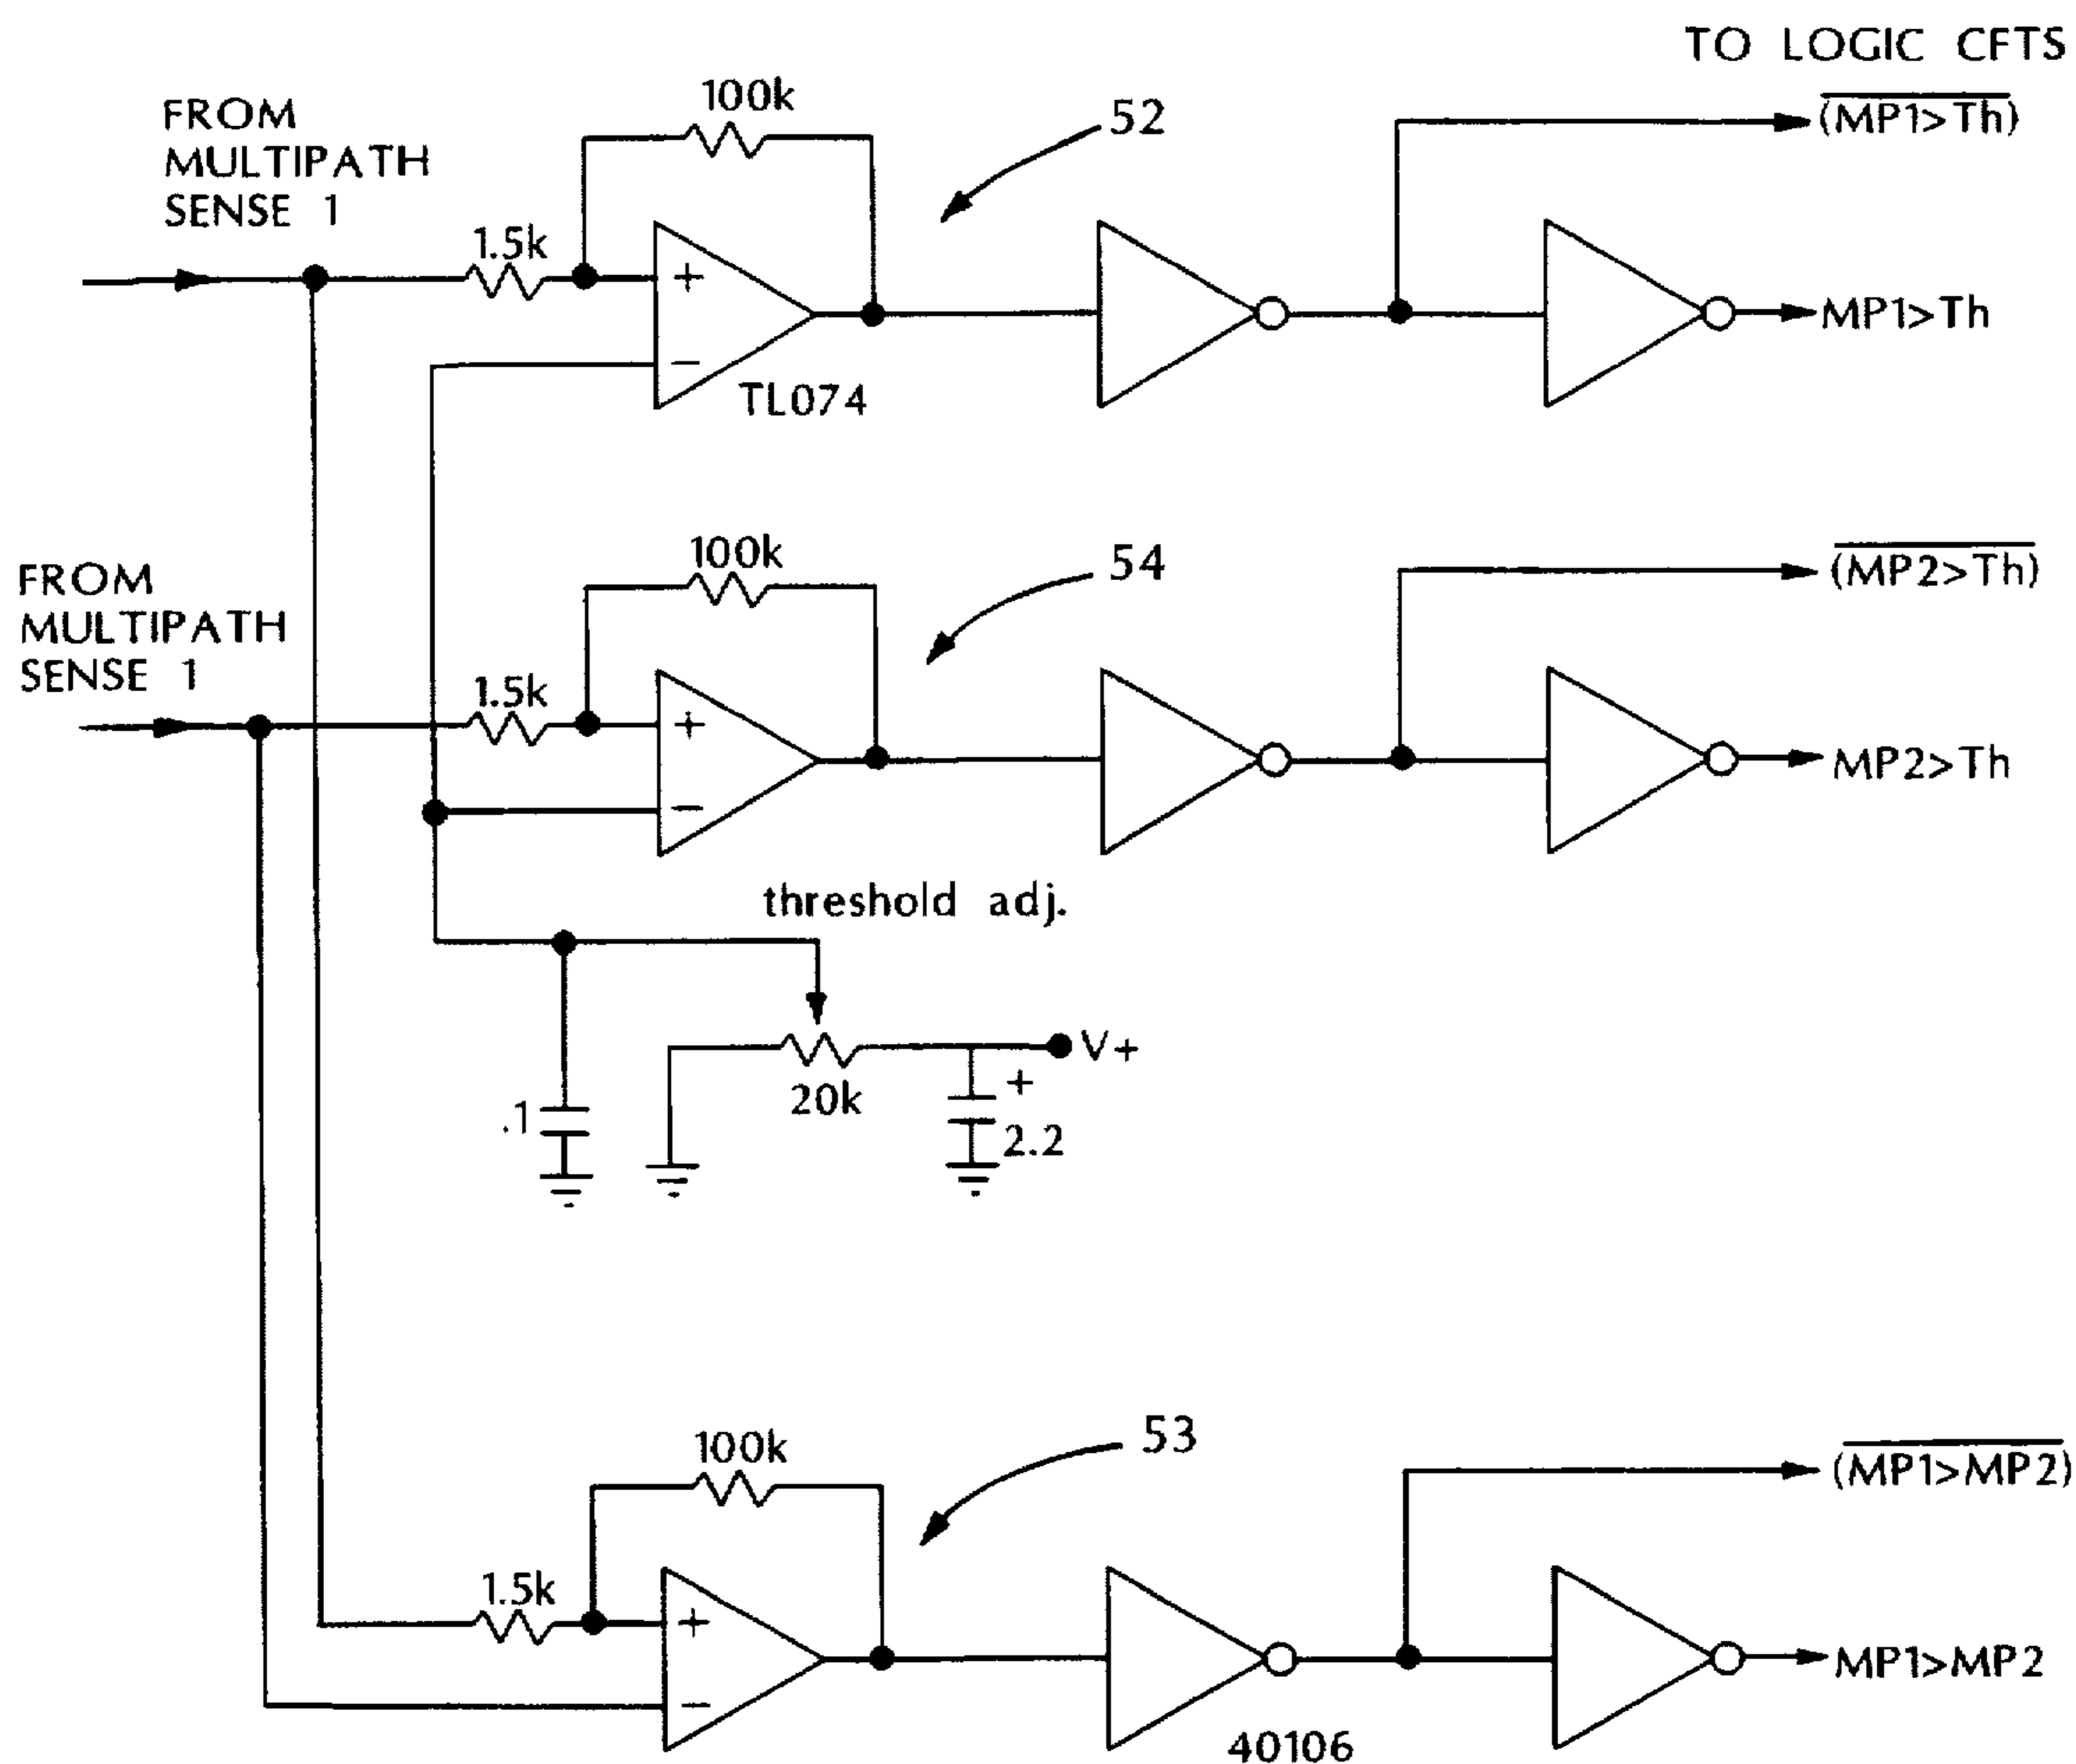 TO LOGIC CFTS
FROM
MULTIPATH
SENSE 1
100k
52
(MP1>Th)
1.5k
+
−
TL074
MP1>Th
FROM
MULTIPATH
SENSE 1
100k
54
(MP2>Th)
1.5k
+
−
MP2>Th
threshold adj.
V+
20k
+
.1
2.2
100k
53
(MP1>MP2)
1.5k
+
−
MP1>MP2
40106